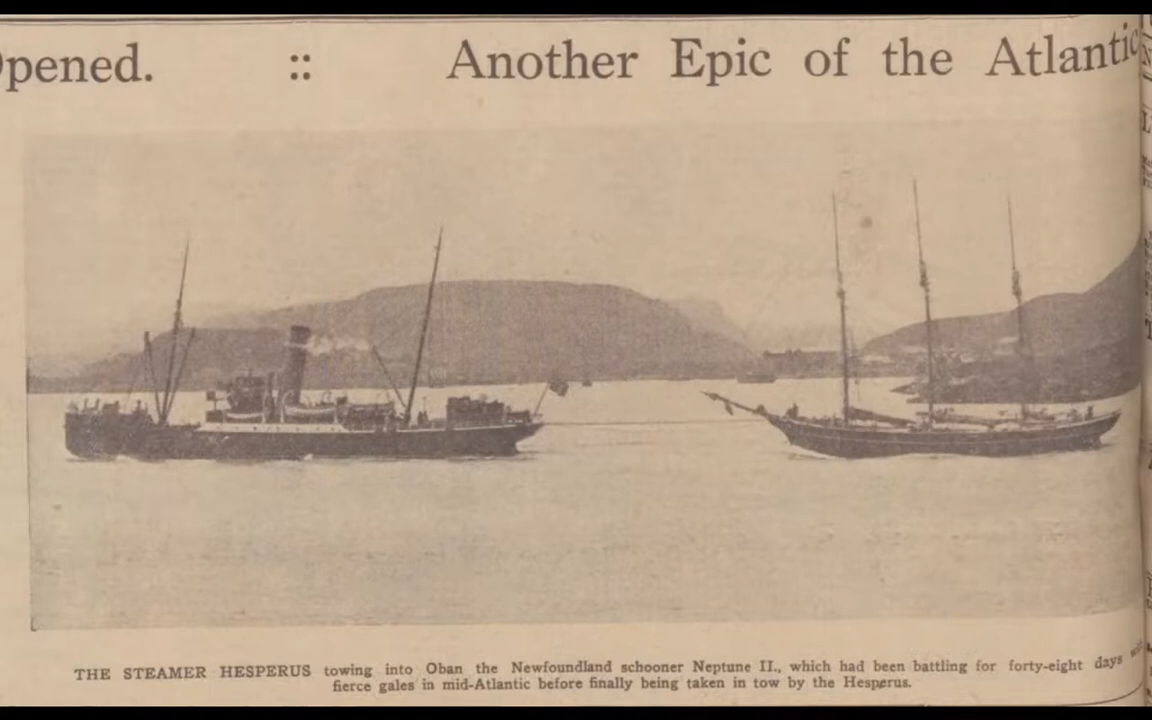 pened. :: Another Epic of the Atlantic
THE STEAMER HESPERUS towing into Oban the Newfoundland schooner Neptune II., which had been battling for forty-eight days
fierce gales in mid-Atlantic before finally being taken in tow by the Hesperus.